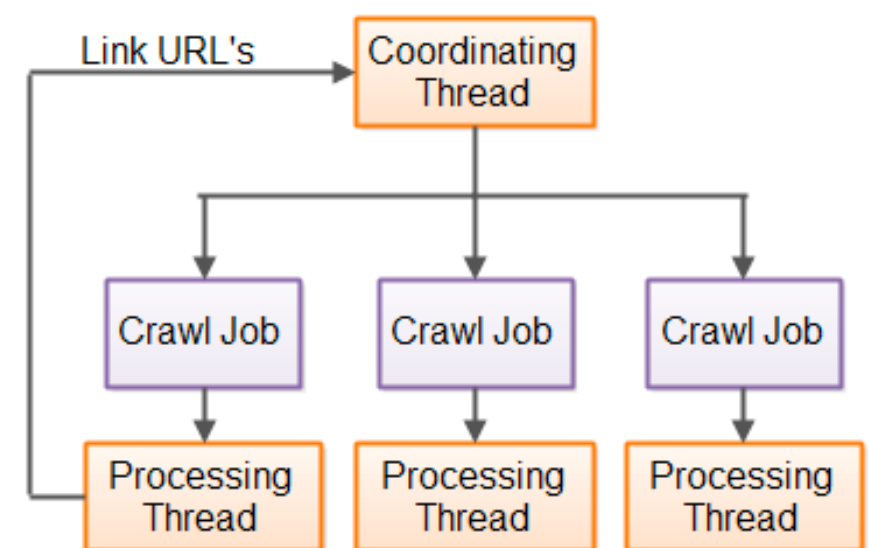 Link URL's
Coordinating
Thread
Crawl Job
Crawl Job
Crawl Job
Processing
Thread
Processing
Thread
Processing
Thread